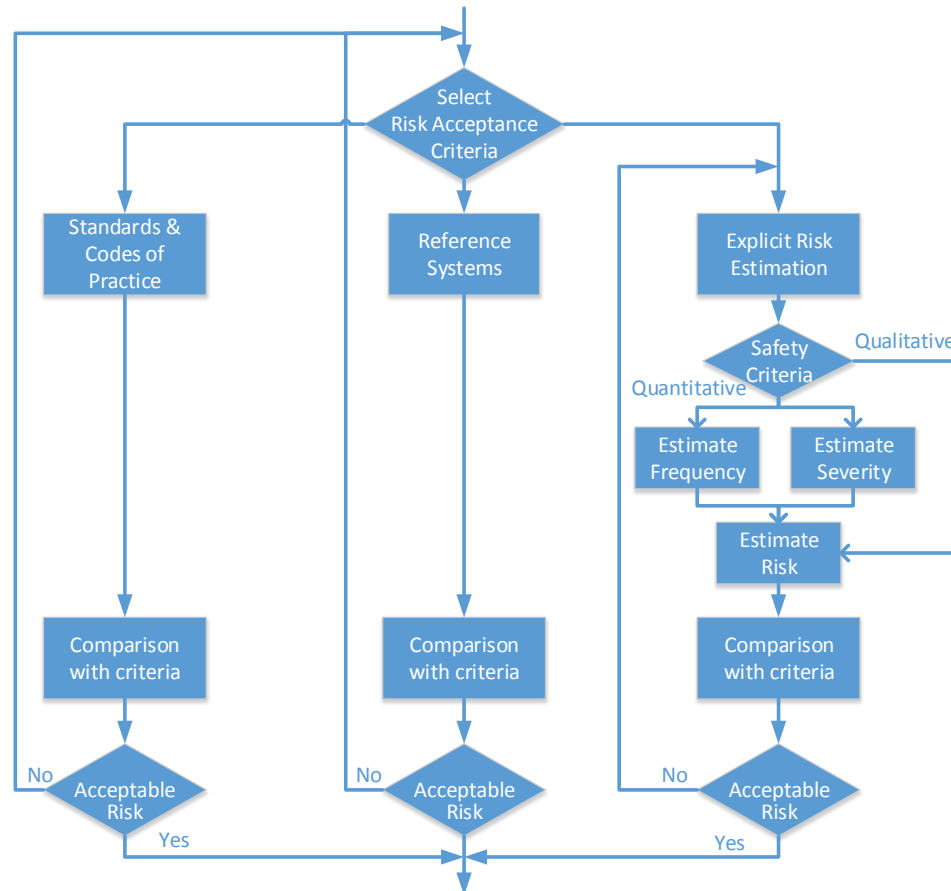 Select
Risk Acceptance
Criteria
Standards &
Codes of
Practice
Reference
Systems
Explicit Risk
Estimation
Safety
Criteria
Qualitative
Quantitative
Estimate
Frequency
Estimate
Severity
Estimate
Risk
Comparison
with criteria
Comparison
with criteria
Comparison
with criteria
No
Acceptable
Risk
Yes
No
Acceptable
Risk
No
Acceptable
Risk
Yes